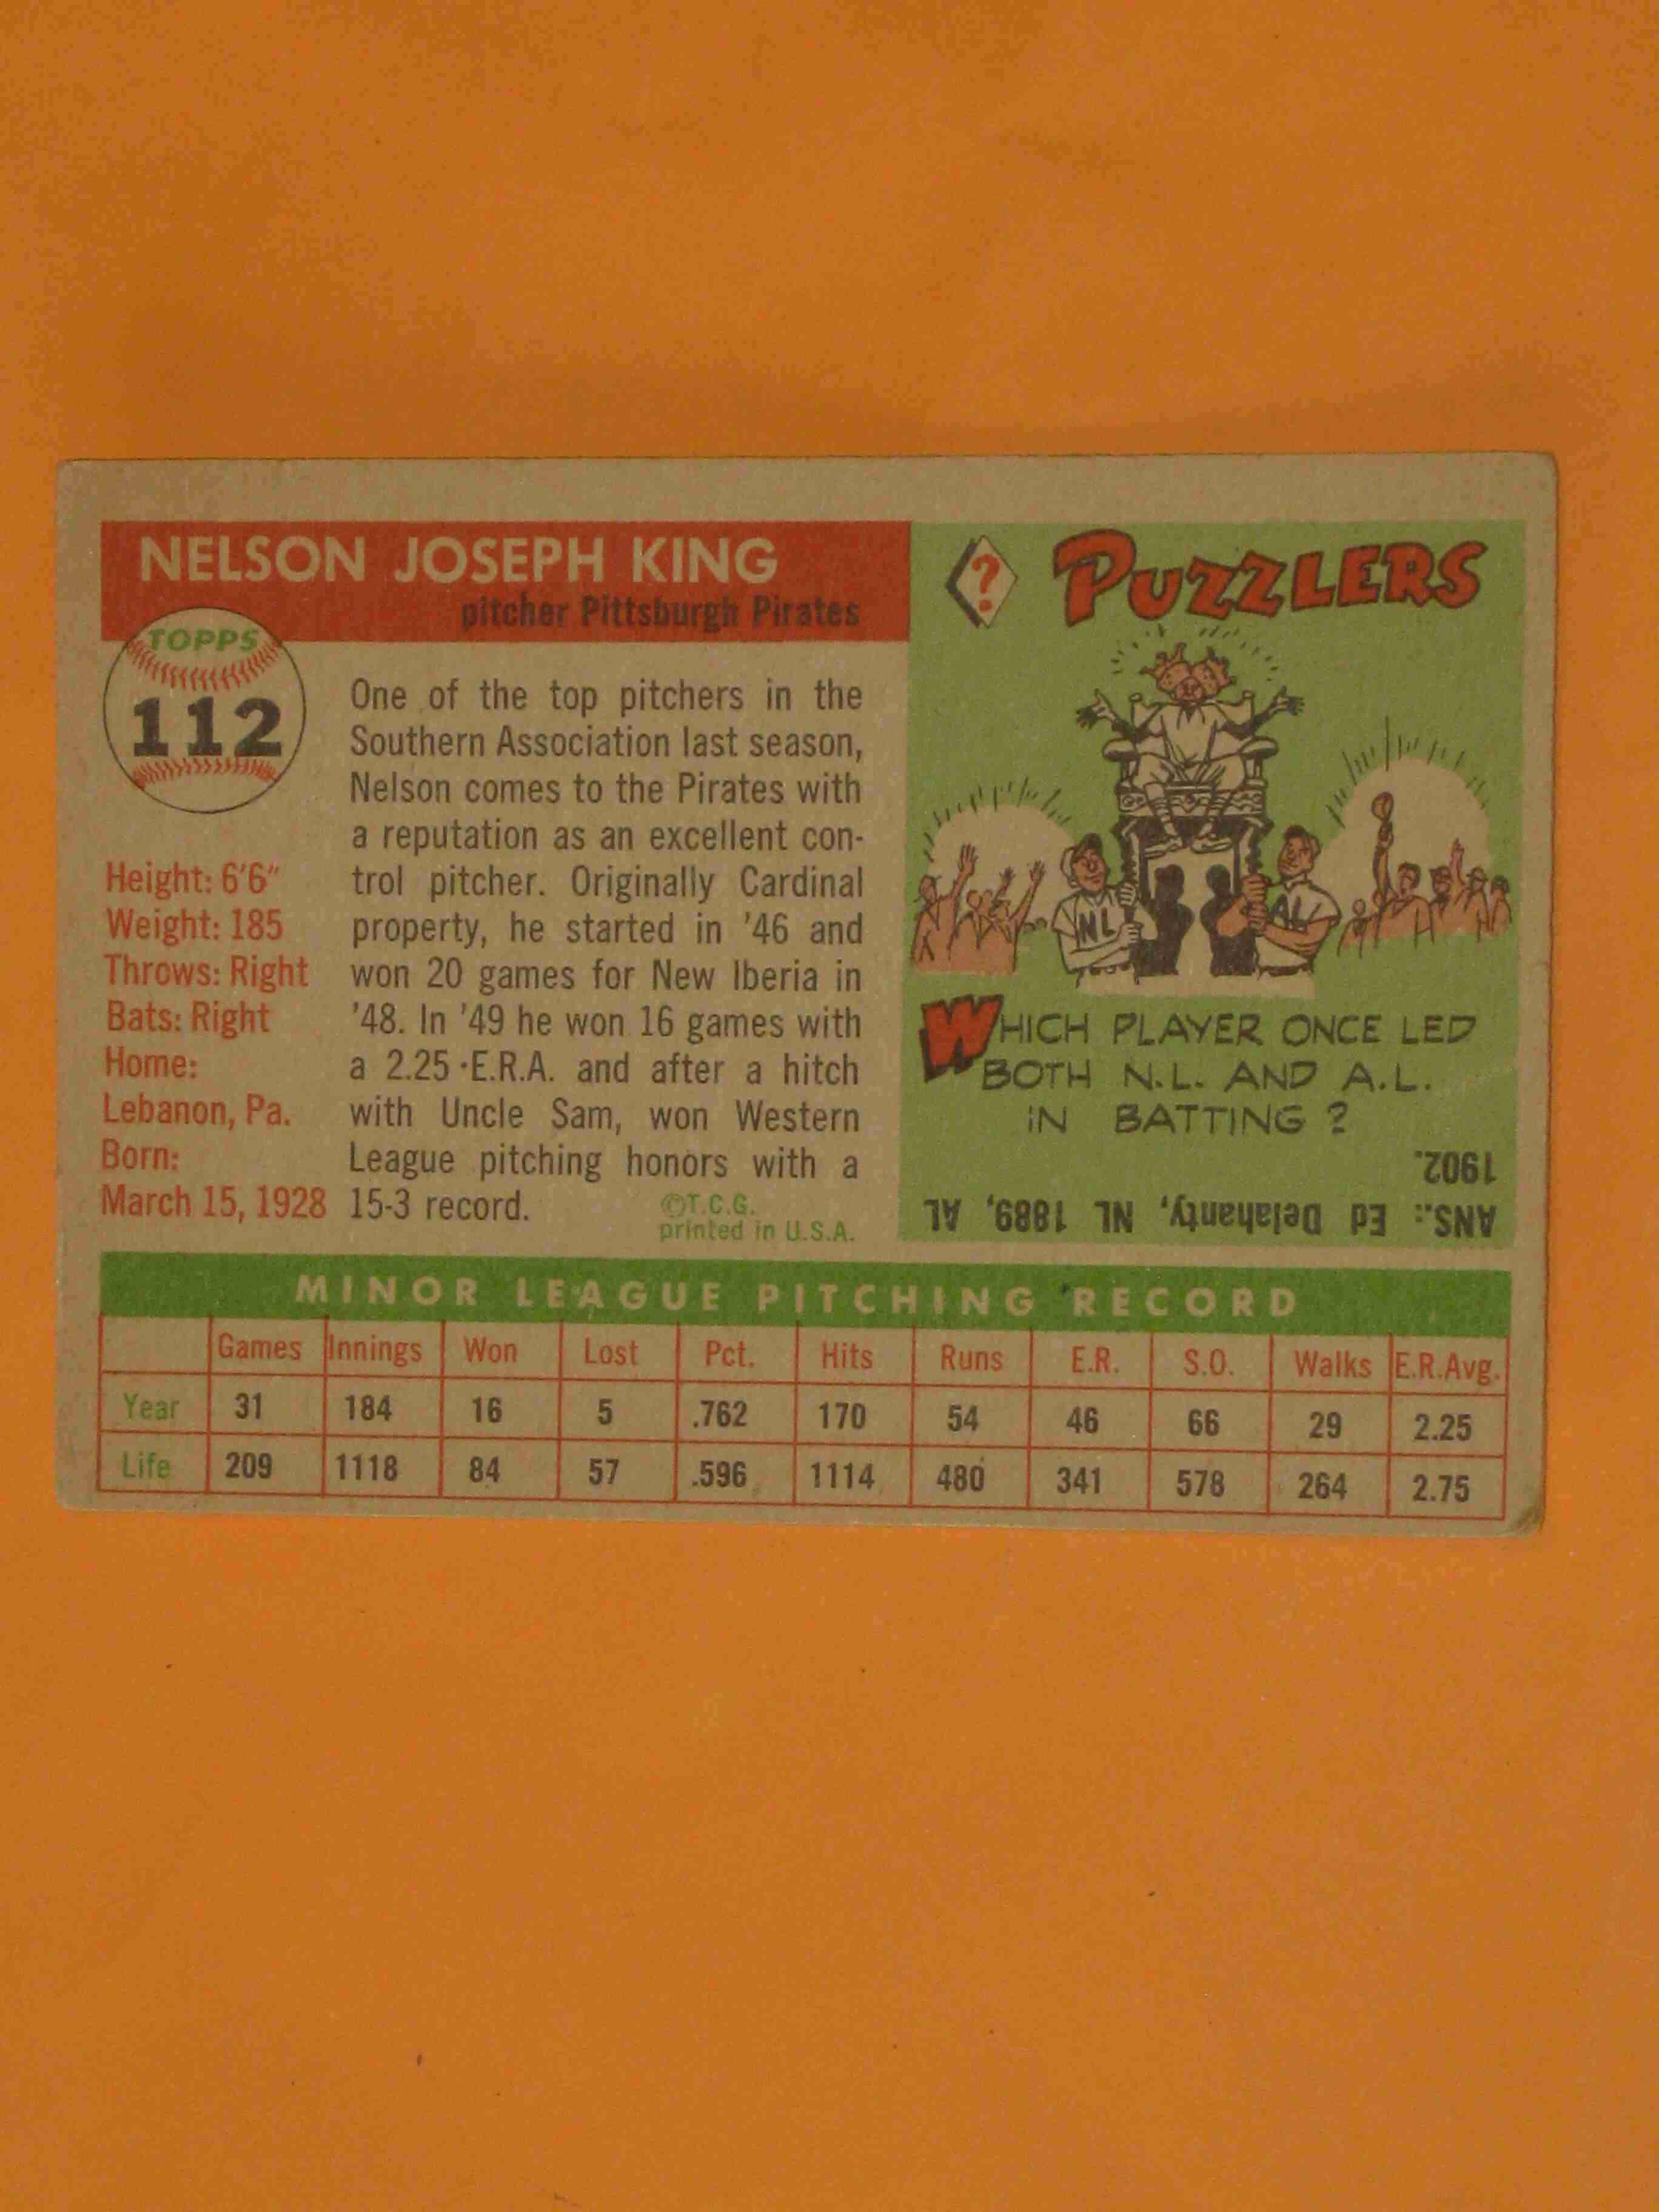 NELSON JOSEPH KING
pitcher Pittsburgh Pirates
TOPPS
112
Height: 6'6"
Weight: 185
Throws: Right
Bats: Right
Home:
Lebanon, Pa.
Born:
March 15, 1928
One of the top pitchers in the
Southern Association last season,
Nelson comes to the Pirates with
a reputation as an excellent con-
trol pitcher. Originally Cardinal
property, he started in '46 and
won 20 games for New Iberia in
'48. In '49 he won 16 games with
a 2.25 E.R.A. and after a hitch
with Uncle Sam, won Western
League pitching honors with a
15-3 record.
©T.C.G.
printed in U.S.A.
? PUZZLERS
NL AL
WHICH PLAYER ONCE LED
BOTH N.L. AND A.L.
IN BATTING ?
ANS.: Ed Delahanty, NL 1889, AL
1902.
MINOR LEAGUE PITCHING RECORD
Games Innings Won Lost Pct. Hits Runs E.R. S.O. Walks E.R.Avg.
Year 31 184 16 5 .762 170 54 46 66 29 2.25
Life 209 1118 84 57 .596 1114 480 341 578 264 2.75